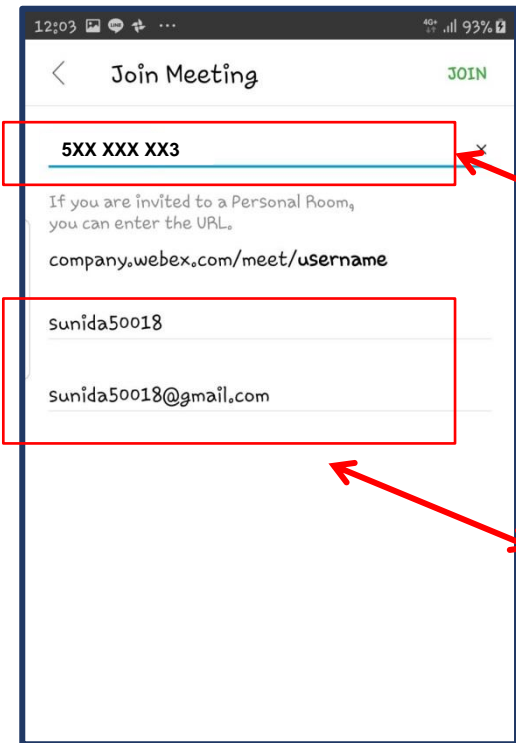 12:03 ... 4G+ 93%
Join Meeting JOIN
5XX XXX XX3 ×
If you are invited to a Personal Room,
you can enter the URL.
company.webex.com/meet/username
sunida50018
sunida50018@gmail.com